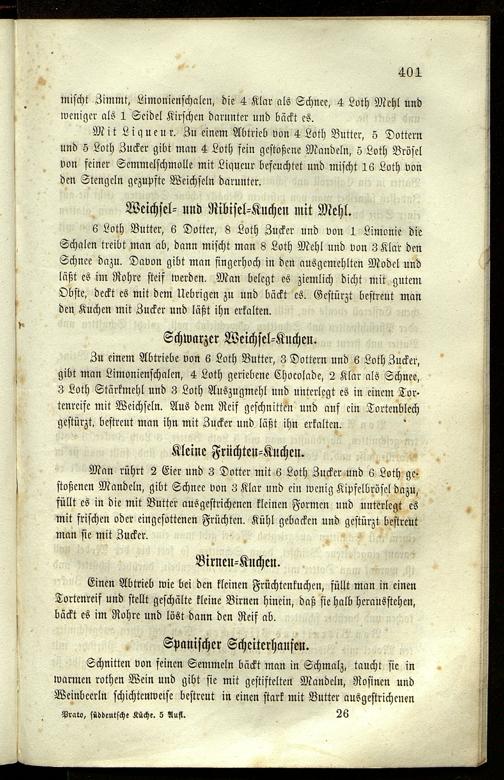 401
mischt Zimmt, Limonienschalen, die 4 Klar als Schnee, 4 Loth Mehl und
weniger als 1 Seidel Kirschen darunter und bäckt es.
Mit Liqueur. Zu einem Abtrieb von 4 Loth Butter, 5 Dottern
und 5 Loth Zucker gibt man 4 Loth fein gestoßene Mandeln, 5 Loth Brösel
von feiner Semmelschmolle mit Liqueur befeuchtet und mischt 16 Loth von
den Stengeln gezupfte Weichseln darunter.
Weichsel- und Ribisel-Kuchen mit Mehl.
6 Loth Butter, 6 Dotter, 8 Loth Zucker und von 1 Limonie die
Schalen treibt man ab, dann mischt man 8 Loth Mehl und von 3 Klar den
Schnee dazu. Davon gibt man fingerhoch in den ausgemehlten Model und
läßt es im Rohre steif werden. Man belegt es ziemlich dicht mit gutem
Obste, deckt es mit dem Uebrigen zu und bäckt es. Gestürzt bestreut man
den Kuchen mit Zucker und läßt ihn erkalten.
Schwarzer Weichsel-Kuchen.
Zu einem Abtriebe von 6 Loth Butter, 3 Dottern und 6 Loth Zucker,
gibt man Limonienschalen, 4 Loth geriebene Chocolade, 2 Klar als Schnee,
3 Loth Stärkmehl und 3 Loth Auszugmehl und unterlegt es in einem Tor-
tenreife mit Weichseln. Aus dem Reif geschnitten und auf ein Tortenblech
gestürzt, bestreut man ihn mit Zucker und läßt ihn erkalten.
Kleine Früchten-Kuchen.
Man rührt 2 Eier und 3 Dotter mit 6 Loth Zucker und 6 Loth ge-
stoßenen Mandeln, gibt Schnee von 3 Klar und ein wenig Kipfelbrösel dazu,
füllt es in die mit Butter ausgestrichenen kleinen Formen und unterlegt es
mit frischen oder eingesottenen Früchten. Kühl gebacken und gestürzt bestreut
man sie mit Zucker.
Birnen-Kuchen.
Einen Abtrieb wie bei den kleinen Früchtenkuchen, füllt man in einen
Tortenreif und stellt geschälte kleine Birnen hinein, daß sie halb herausstehen,
bäckt es im Rohre und löst dann den Reif ab.
Spanischer Scheiterhaufen.
Schnitten von feinen Semmeln bäckt man in Schmalz, taucht sie in
warmen rothen Wein und gibt sie mit gestiftelten Mandeln, Rosinen und
Weinbeerln schichtenweise bestreut in einen stark mit Butter ausgestrichenen
Prato, süddeutsche Küche. 5 Aufl. 26